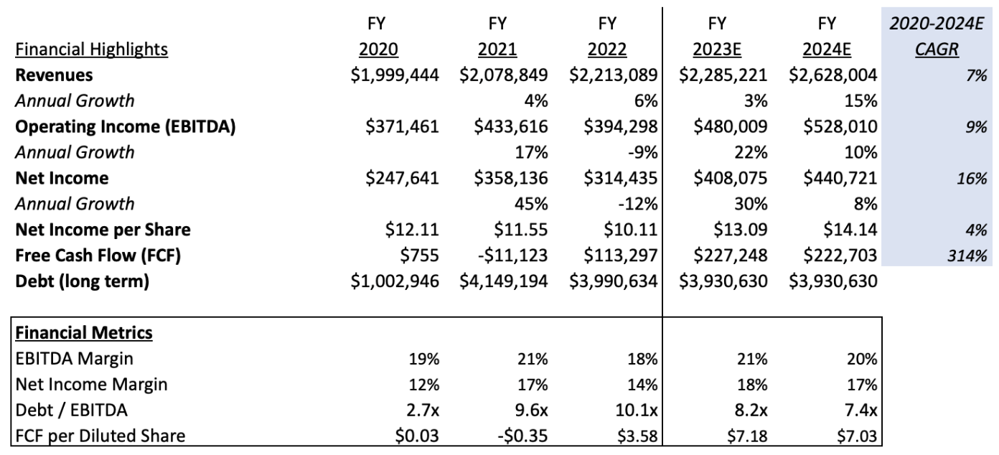 FY FY FY FY FY 2020-2024E
Financial Highlights 2020 2021 2022 2023E 2024E CAGR
Revenues $1,999,444 $2,078,849 $2,213,089 $2,285,221 $2,628,004 7%
Annual Growth 4% 6% 3% 15%
Operating Income (EBITDA) $371,461 $433,616 $394,298 $480,009 $528,010 9%
Annual Growth 17% -9% 22% 10%
Net Income $247,641 $358,136 $314,435 $408,075 $440,721 16%
Annual Growth 45% -12% 30% 8%
Net Income per Share $12.11 $11.55 $10.11 $13.09 $14.14 4%
Free Cash Flow (FCF) $755 -$11,123 $113,297 $227,248 $222,703 314%
Debt (long term) $1,002,946 $4,149,194 $3,990,634 $3,930,630 $3,930,630
Financial Metrics
EBITDA Margin 19% 21% 18% 21% 20%
Net Income Margin 12% 17% 14% 18% 17%
Debt / EBITDA 2.7x 9.6x 10.1x 8.2x 7.4x
FCF per Diluted Share $0.03 -$0.35 $3.58 $7.18 $7.03